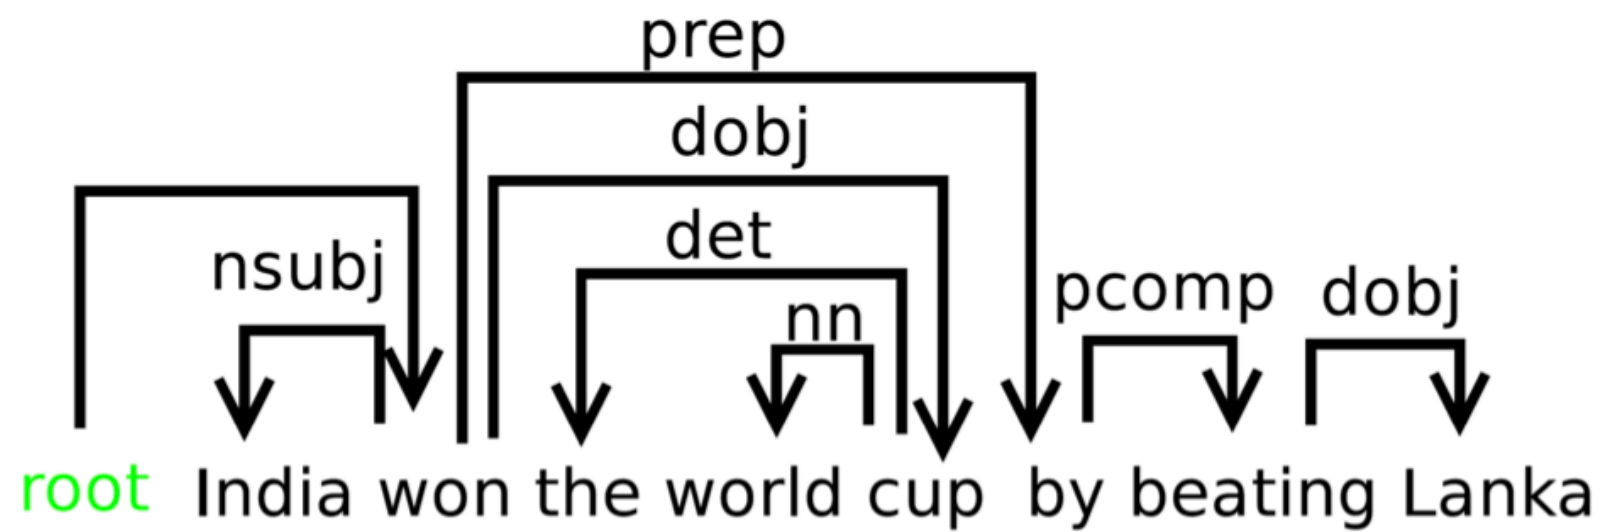 prep
dobj
det
nsubj
nn
pcomp dobj
root India won the world cup by beating Lanka